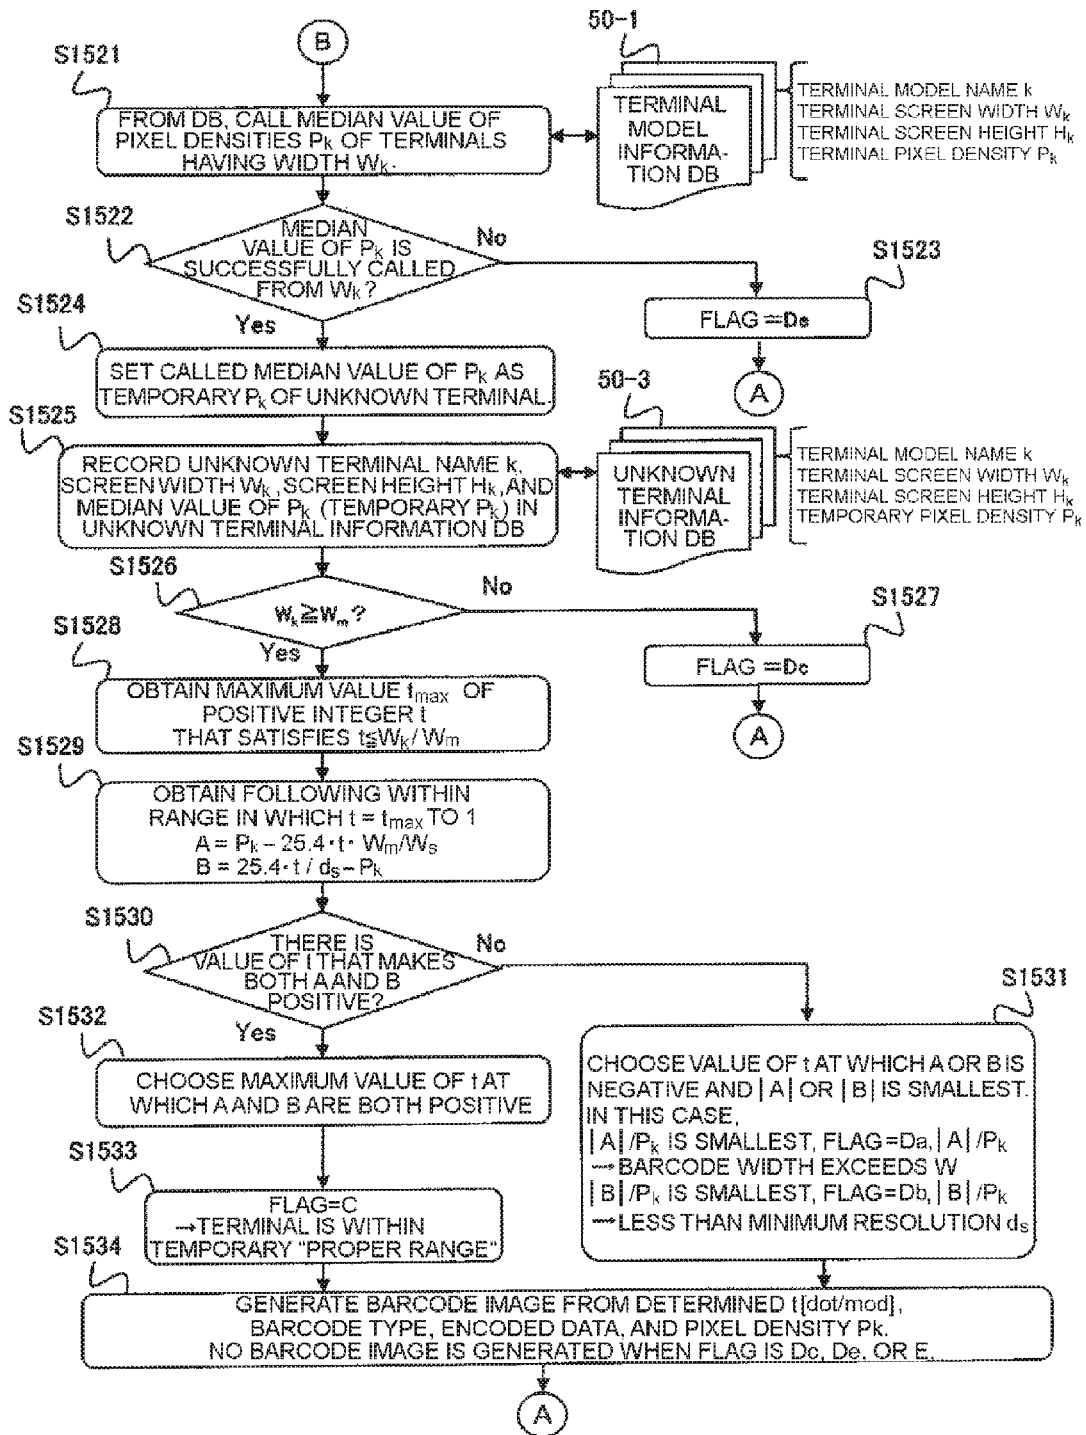 B
S1521
FROM DB, CALL MEDIAN VALUE OF
PIXEL DENSITIES Pk OF TERMINALS
HAVING WIDTH Wk.
50-1
TERMINAL
MODEL
INFORMA-
TION DB
TERMINAL MODEL NAME k
TERMINAL SCREEN WIDTH Wk
TERMINAL SCREEN HEIGHT Hk
TERMINAL PIXEL DENSITY Pk
S1522
MEDIAN
VALUE OF Pk IS
SUCCESSFULLY CALLED
FROM Wk?
No
S1523
FLAG =De
A
Yes
S1524
SET CALLED MEDIAN VALUE OF Pk AS
TEMPORARY Pk OF UNKNOWN TERMINAL.
S1525
RECORD UNKNOWN TERMINAL NAME k,
SCREEN WIDTH Wk, SCREEN HEIGHT Hk, AND
MEDIAN VALUE OF Pk (TEMPORARY Pk) IN
UNKNOWN TERMINAL INFORMATION DB
50-3
UNKNOWN
TERMINAL
INFORMA-
TION DB
TERMINAL MODEL NAME k
TERMINAL SCREEN WIDTH Wk
TERMINAL SCREEN HEIGHT Hk
TEMPORARY PIXEL DENSITY Pk
S1526
Wk≧Wm?
No
S1527
FLAG =Dc
A
Yes
S1528
OBTAIN MAXIMUM VALUE tmax OF
POSITIVE INTEGER t
THAT SATISFIES t≦Wk/Wm
S1529
OBTAIN FOLLOWING WITHIN
RANGE IN WHICH t = tmax TO 1
A = Pk – 25.4·t· Wm/Ws
B = 25.4·t / ds – Pk
S1530
THERE IS
VALUE OF t THAT MAKES
BOTH A AND B
POSITIVE?
No
S1531
CHOOSE VALUE OF t AT WHICH A OR B IS
NEGATIVE AND |A| OR |B| IS SMALLEST.
IN THIS CASE,
|A|/Pk IS SMALLEST, FLAG=Da, |A|/Pk
→BARCODE WIDTH EXCEEDS W
|B|/Pk IS SMALLEST, FLAG=Db, |B|/Pk
→LESS THAN MINIMUM RESOLUTION ds
Yes
S1532
CHOOSE MAXIMUM VALUE OF t AT
WHICH A AND B ARE BOTH POSITIVE
S1533
FLAG=C
→TERMINAL IS WITHIN
TEMPORARY "PROPER RANGE"
S1534
GENERATE BARCODE IMAGE FROM DETERMINED t[dot/mod],
BARCODE TYPE, ENCODED DATA, AND PIXEL DENSITY Pk.
NO BARCODE IMAGE IS GENERATED WHEN FLAG IS Dc, De, OR E.
A